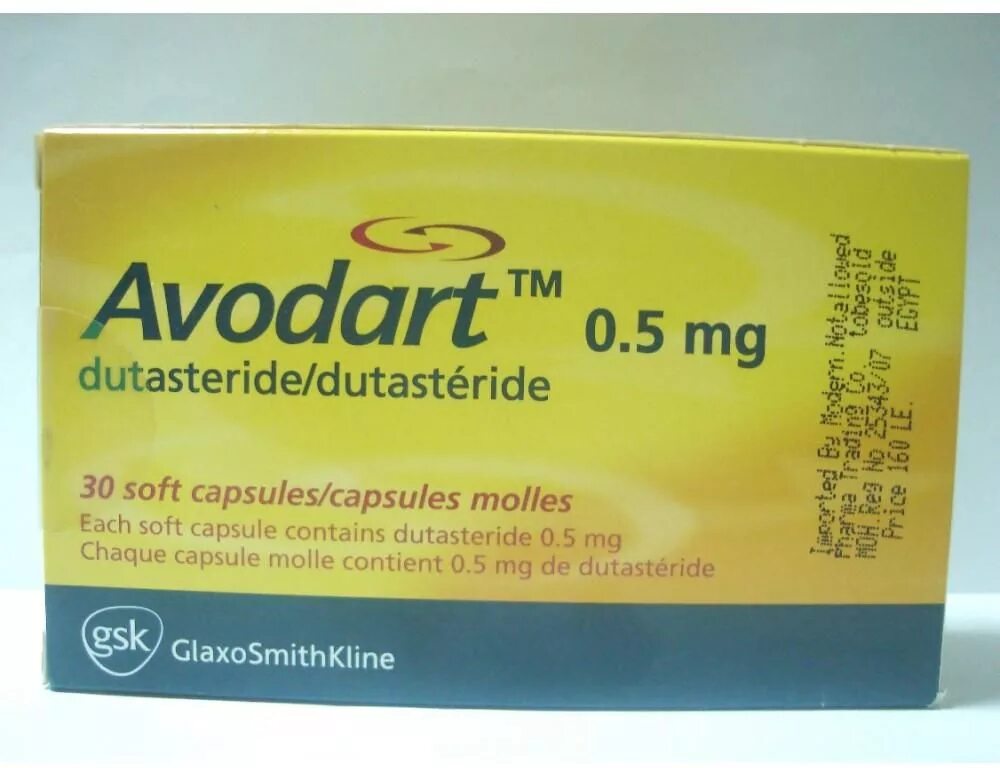 Avodart™ 0.5 mg
dutasteride/dutastéride
30 soft capsules/capsules molles
Each soft capsule contains dutasteride 0.5 mg
Chaque capsule molle contient 0.5 mg de dutastéride
gsk GlaxoSmithKline
Imported By Modern.Notallowed
Pharma Trading Co. tobesold
MOH.Reg No 25343/07 outside
Price 160 LE. EGYPT